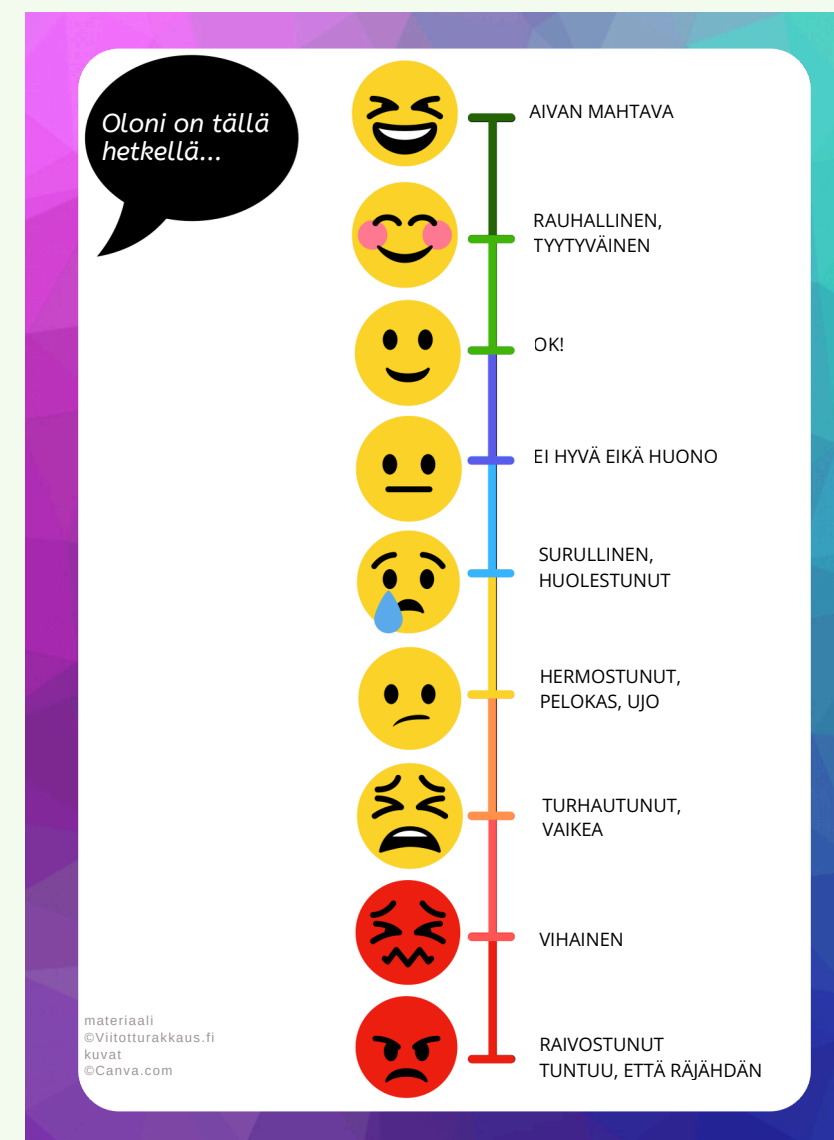 Oloni on tällä
hetkellä...
AIVAN MAHTAVA
RAUHALLINEN,
TYYTYVÄINEN
OK!
EI HYVÄ EIKÄ HUONO
SURULLINEN,
HUOLESTUNUT
HERMOSTUNUT,
PELOKAS, UJO
TURHAUTUNUT,
VAIKEA
VIHAINEN
RAIVOSTUNUT
TUNTUU, ETTÄ RÄJÄHDÄN
materiaali
©Viitotturakkaus.fi
kuvat
©Canva.com